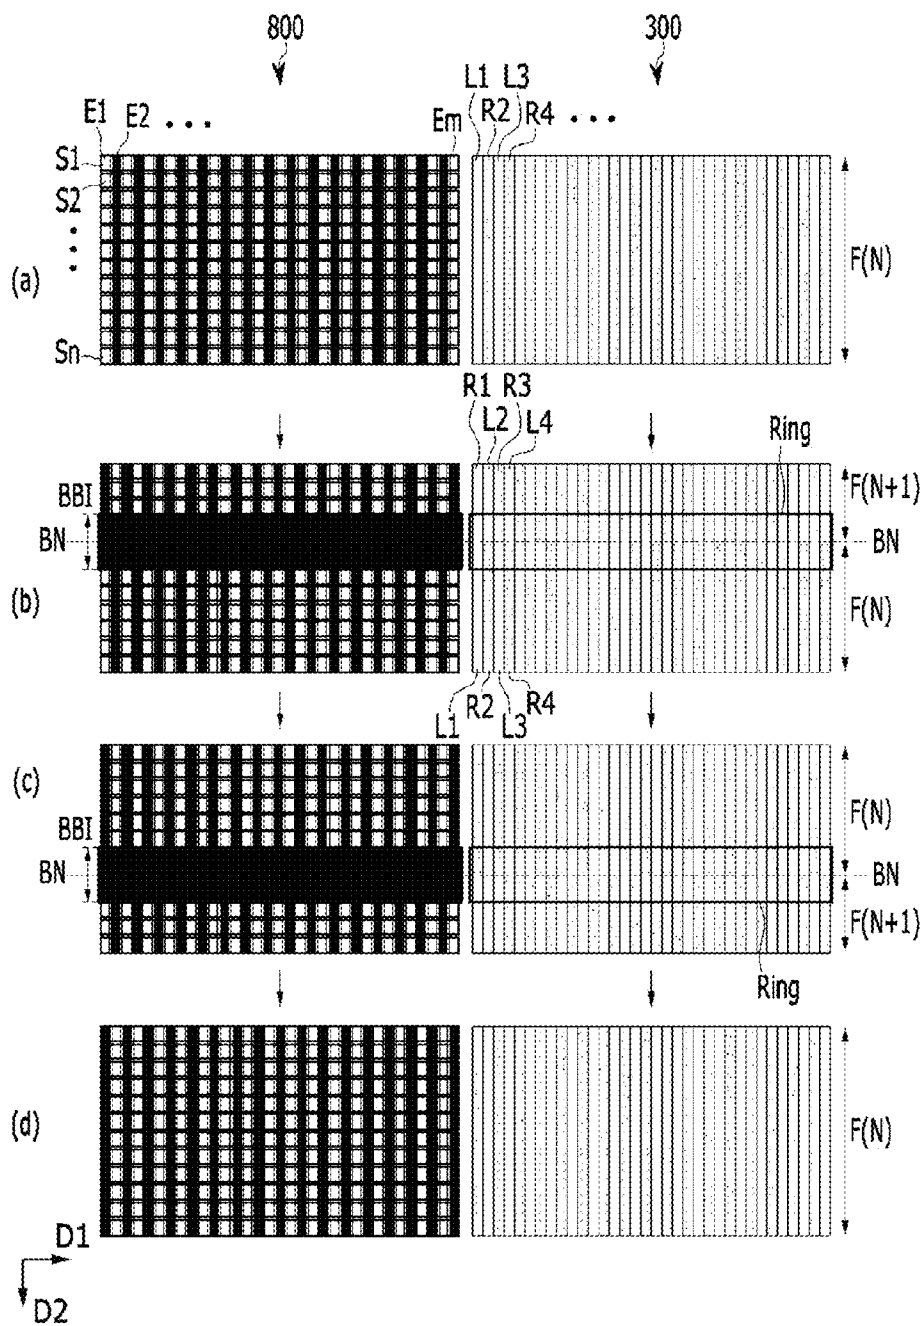 800 300
L1 L3
E1 E2 • • • Em R2 R4 • • •
S1
S2
•
•
•
(a) F(N)
Sn
R1 R3
L2 L4 Ring
BBI F(N+1)
BN BN
(b) F(N)
R2 R4
L1 L3
(c) F(N)
BBI
BN BN
F(N+1)
Ring
(d) F(N)
D1
D2